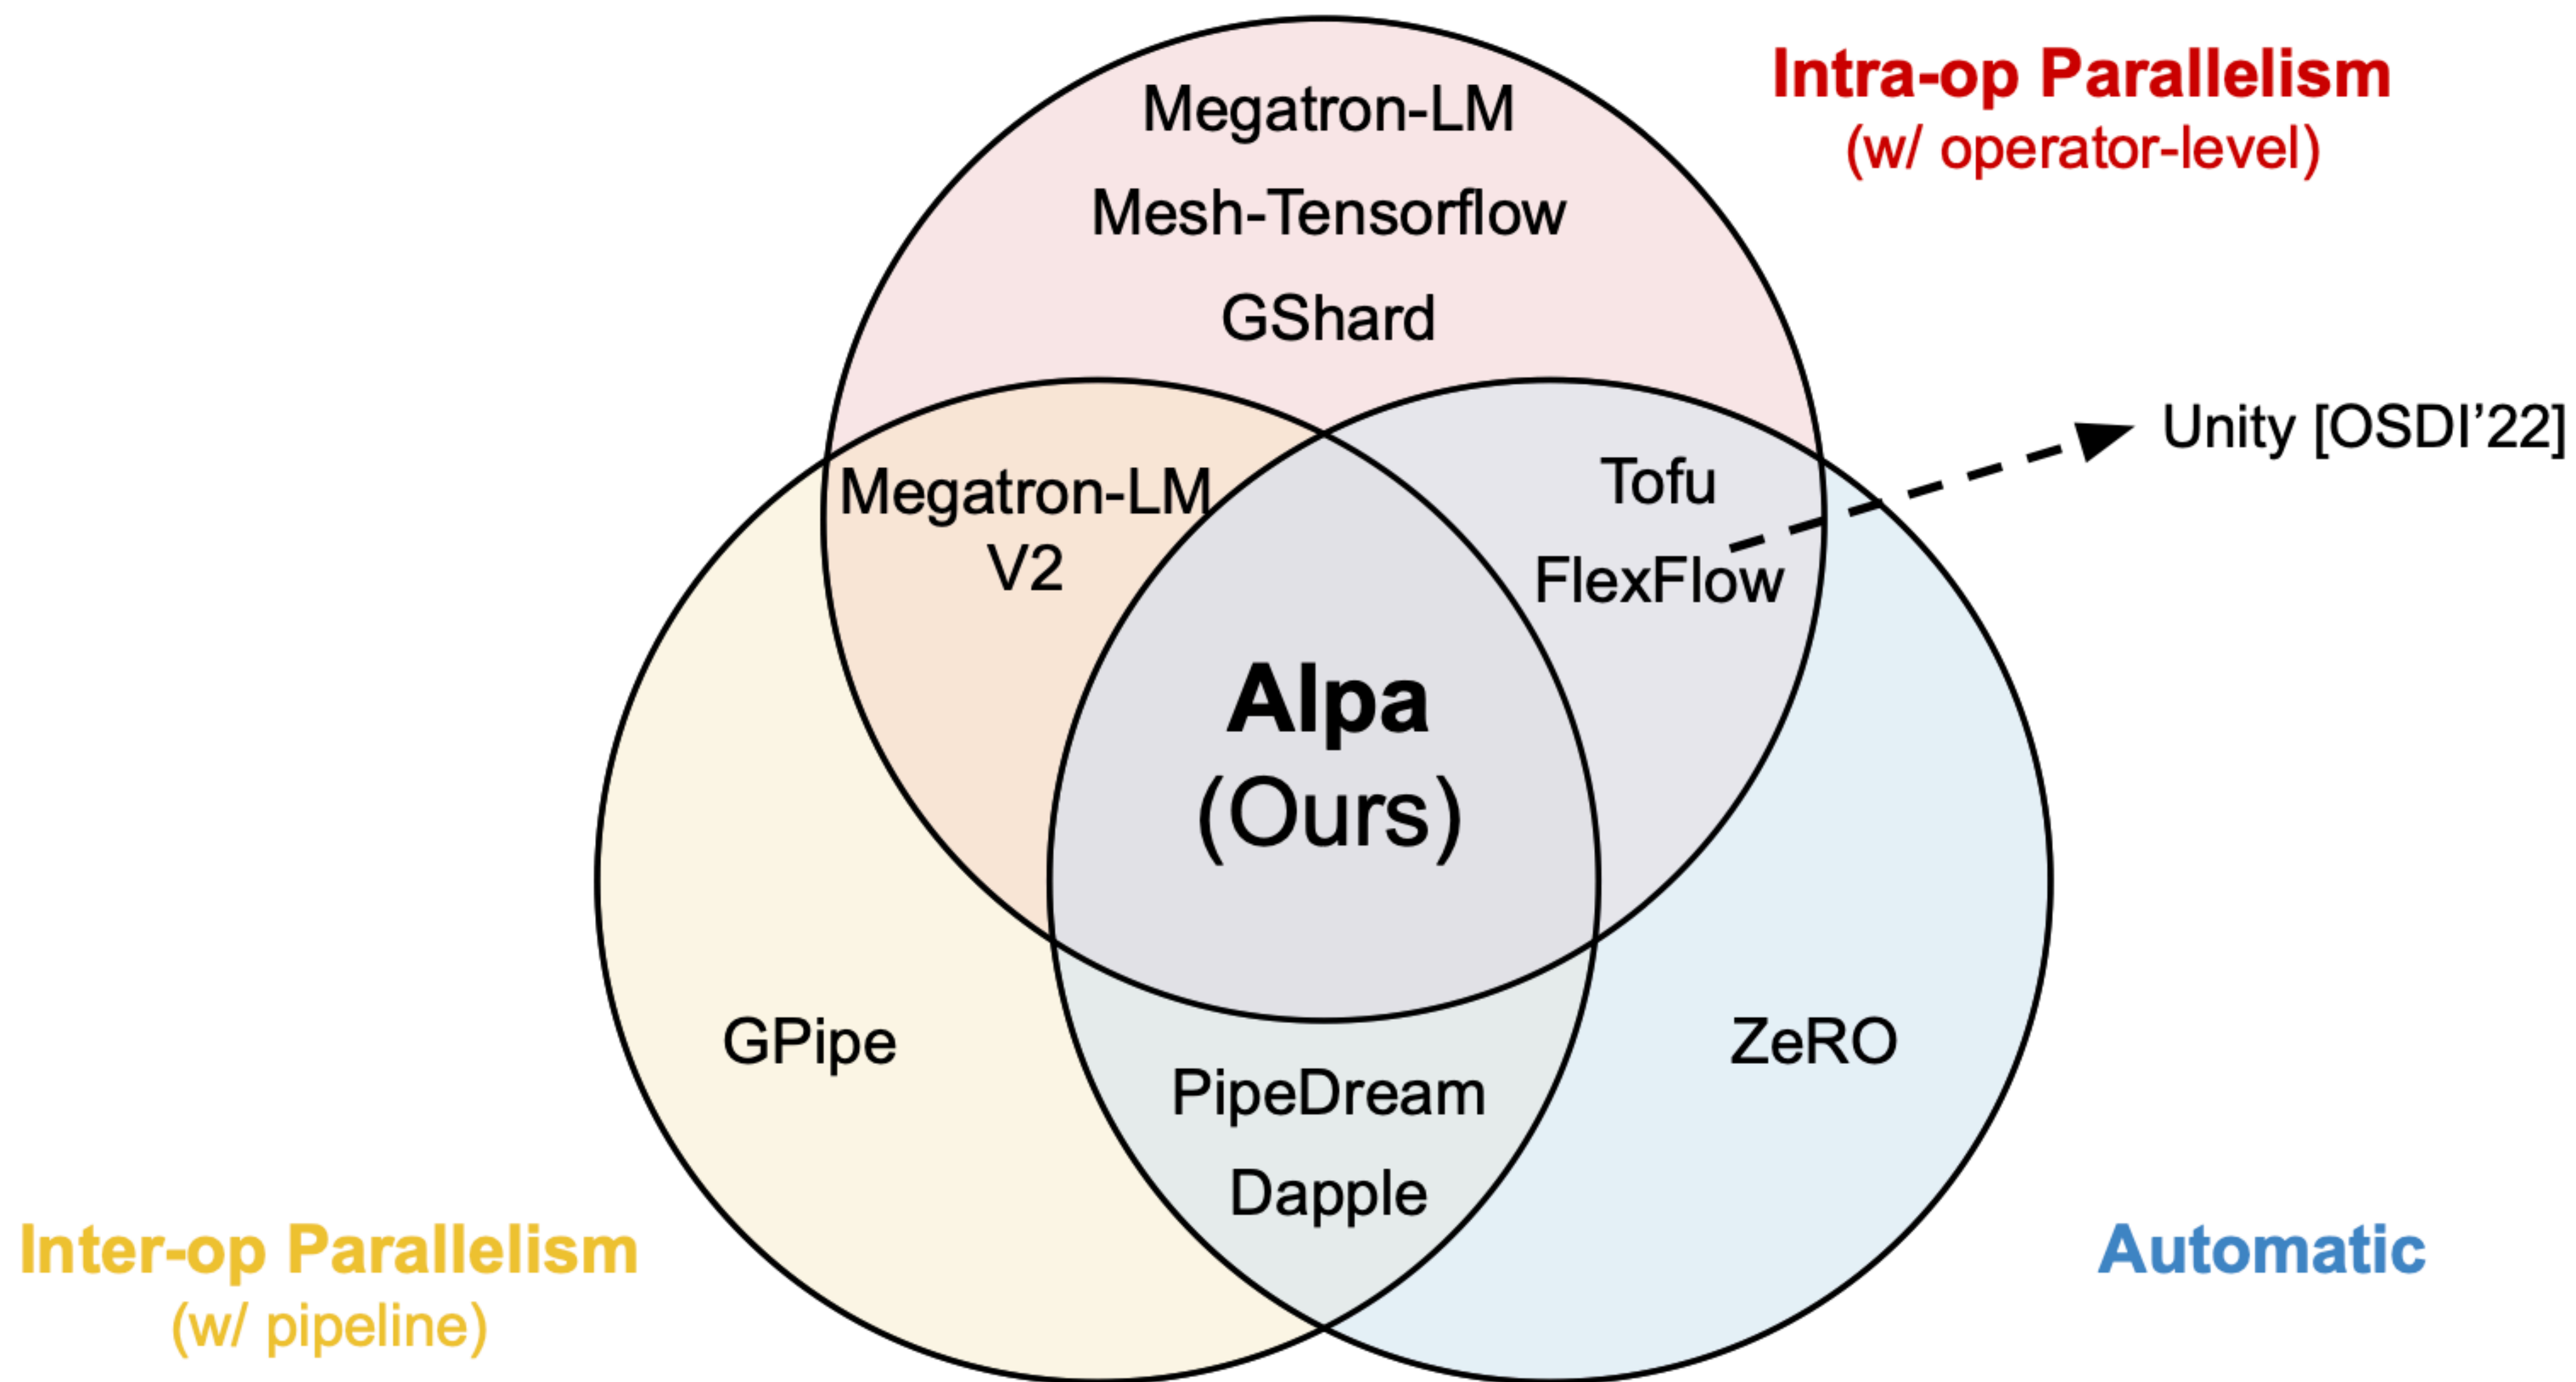 Intra-op Parallelism
(w/ operator-level)
Megatron-LM
Mesh-Tensorflow
GShard
Unity [OSDI’22]
Megatron-LM
V2
Tofu
FlexFlow
Alpa
(Ours)
GPipe
ZeRO
PipeDream
Dapple
Inter-op Parallelism
(w/ pipeline)
Automatic